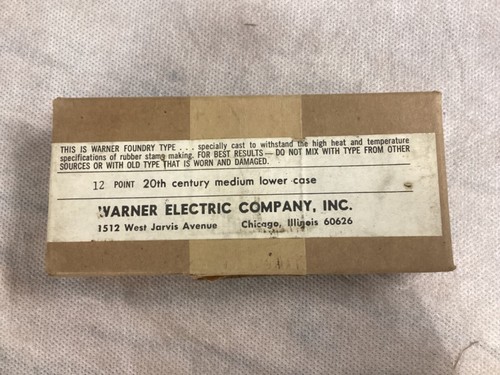 THIS IS WARNER FOUNDRY TYPE . . . specially cast to withstand the high heat and temperature
specifications of rubber stamp making. FOR BEST RESULTS — DO NOT MIX WITH TYPE FROM OTHER
SOURCES OR WITH OLD TYPE THAT IS WORN AND DAMAGED.
12 POINT 20th century medium lower case
WARNER ELECTRIC COMPANY, INC.
1512 West Jarvis Avenue Chicago, Illinois 60626